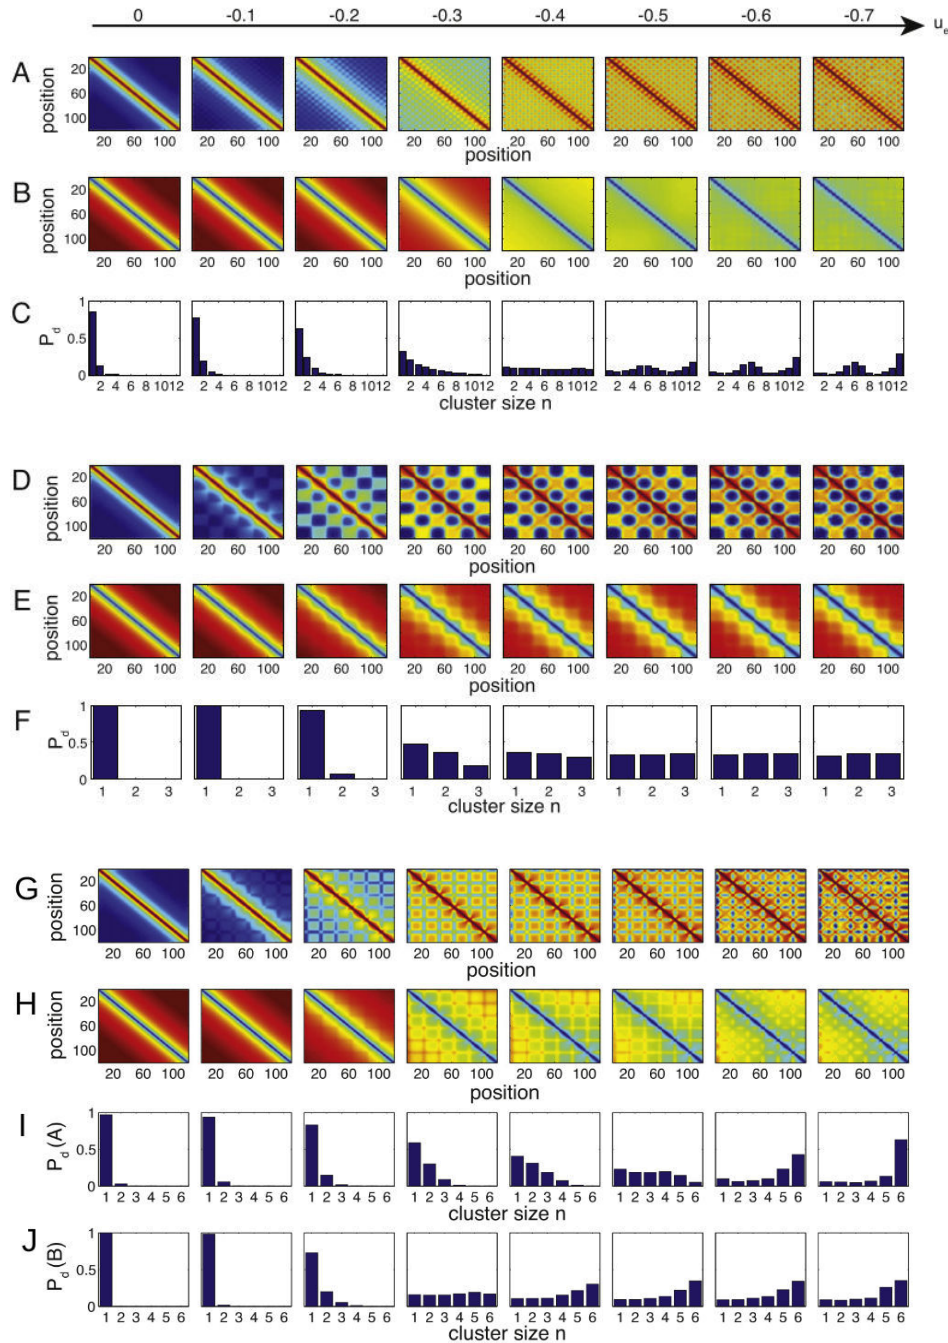 0 -0.1 -0.2 -0.3 -0.4 -0.5 -0.6 -0.7 u_e
A position 20 60 100
20 60 100 20 60 100 20 60 100 20 60 100 20 60 100 20 60 100 20 60 100 20 60 100
position
B position 20 60 100
20 60 100 20 60 100 20 60 100 20 60 100 20 60 100 20 60 100 20 60 100 20 60 100
position
C P_d 1 0.5 0
2 4 6 8 1012 2 4 6 8 1012 2 4 6 8 1012 2 4 6 8 1012 2 4 6 8 1012 2 4 6 8 1012 2 4 6 8 1012 2 4 6 8 1012
cluster size n
D position 20 60 100
20 60 100 20 60 100 20 60 100 20 60 100 20 60 100 20 60 100 20 60 100 20 60 100
position
E position 20 60 100
20 60 100 20 60 100 20 60 100 20 60 100 20 60 100 20 60 100 20 60 100 20 60 100
position
F P_d 1 0.5 0
1 2 3 1 2 3 1 2 3 1 2 3 1 2 3 1 2 3 1 2 3 1 2 3
cluster size n
G position 20 60 100
20 60 100 20 60 100 20 60 100 20 60 100 20 60 100 20 60 100 20 60 100 20 60 100
position
H position 20 60 100
20 60 100 20 60 100 20 60 100 20 60 100 20 60 100 20 60 100 20 60 100 20 60 100
position
I P_d(A) 1 0.5 0
1 2 3 4 5 6 1 2 3 4 5 6 1 2 3 4 5 6 1 2 3 4 5 6 1 2 3 4 5 6 1 2 3 4 5 6 1 2 3 4 5 6 1 2 3 4 5 6
cluster size n
J P_d(B) 1 0.5 0
1 2 3 4 5 6 1 2 3 4 5 6 1 2 3 4 5 6 1 2 3 4 5 6 1 2 3 4 5 6 1 2 3 4 5 6 1 2 3 4 5 6 1 2 3 4 5 6
cluster size n